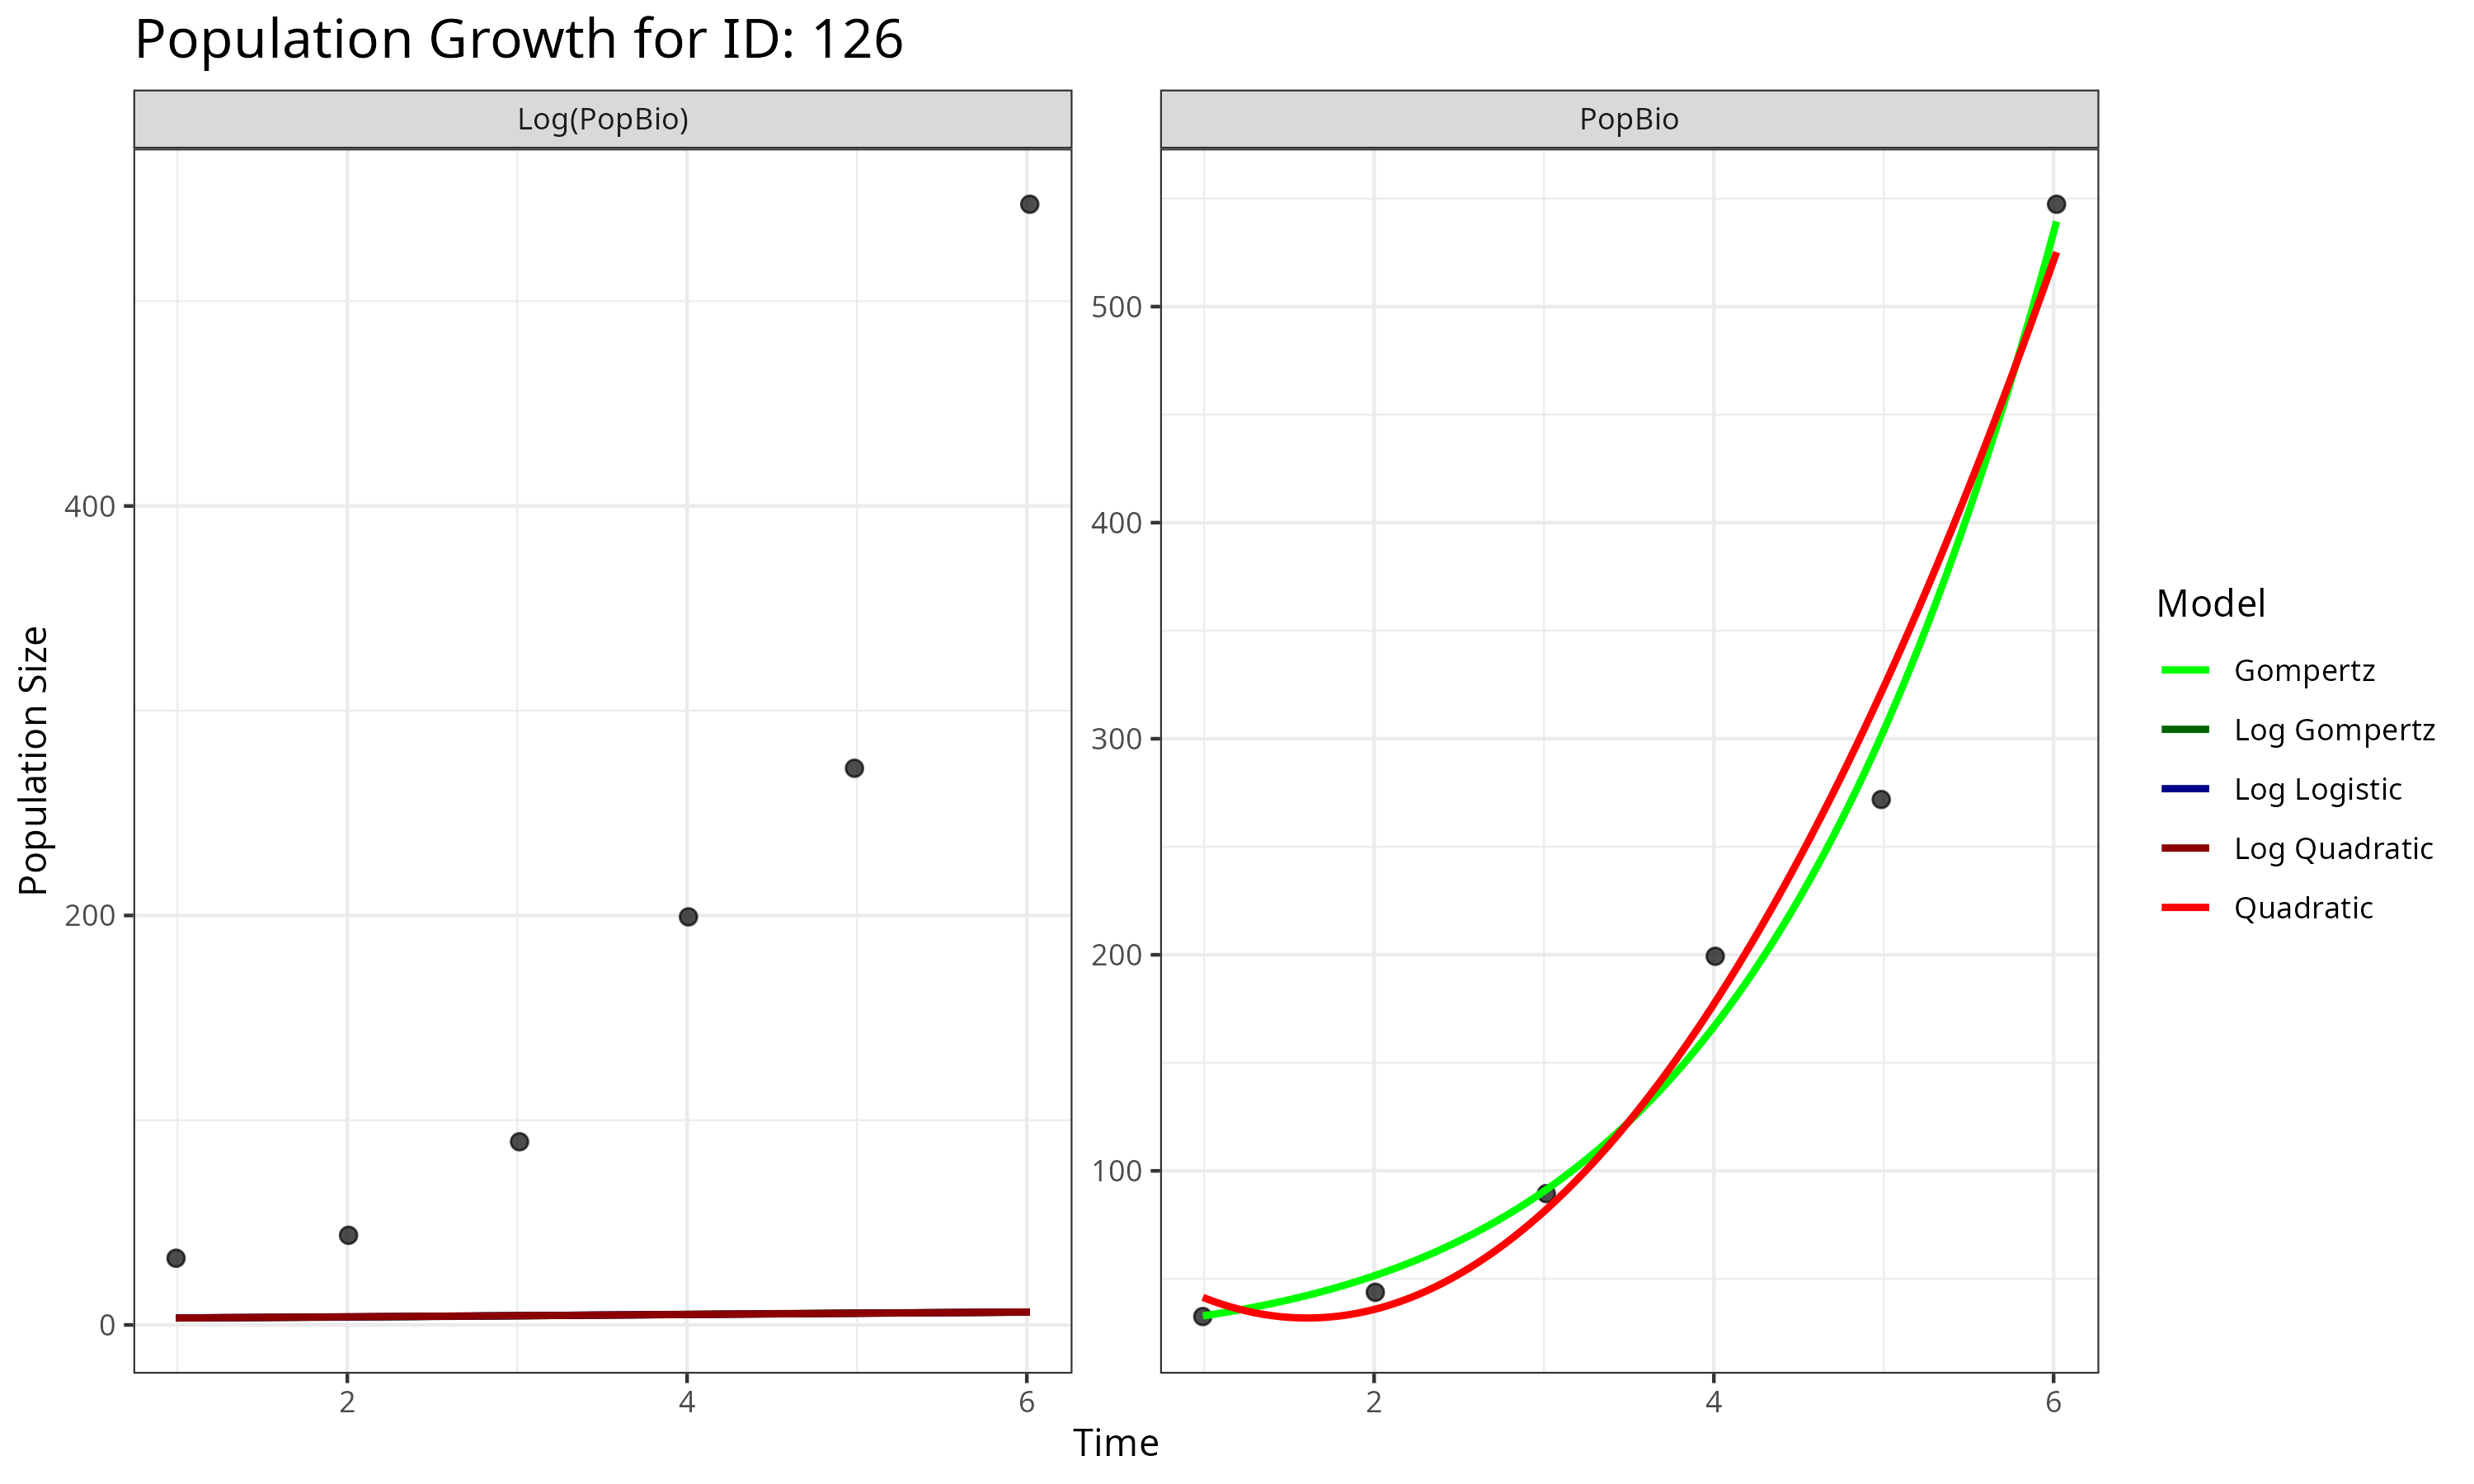 Population Growth for ID: 126
Log(PopBio)
PopBio
Population Size
400
200
0
500
400
300
200
100
2
4
6
2
4
6
Time
Model
Gompertz
Log Gompertz
Log Logistic
Log Quadratic
Quadratic